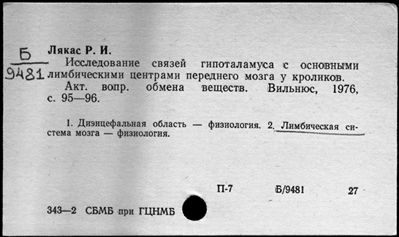 Б
9481
Лякас Р. И.
Исследование связей гипоталамуса с основными
лимбическими центрами переднего мозга у кроликов.
Акт. вопр. обмена веществ. Вильнюс, 1976,
с. 95—96.
1. Диэнцефальная область — физиология. 2. Лимбическая си-
стема мозга — физиология.
П-7 Б/9481 27
343—2 СБМБ при ГЦНМБ